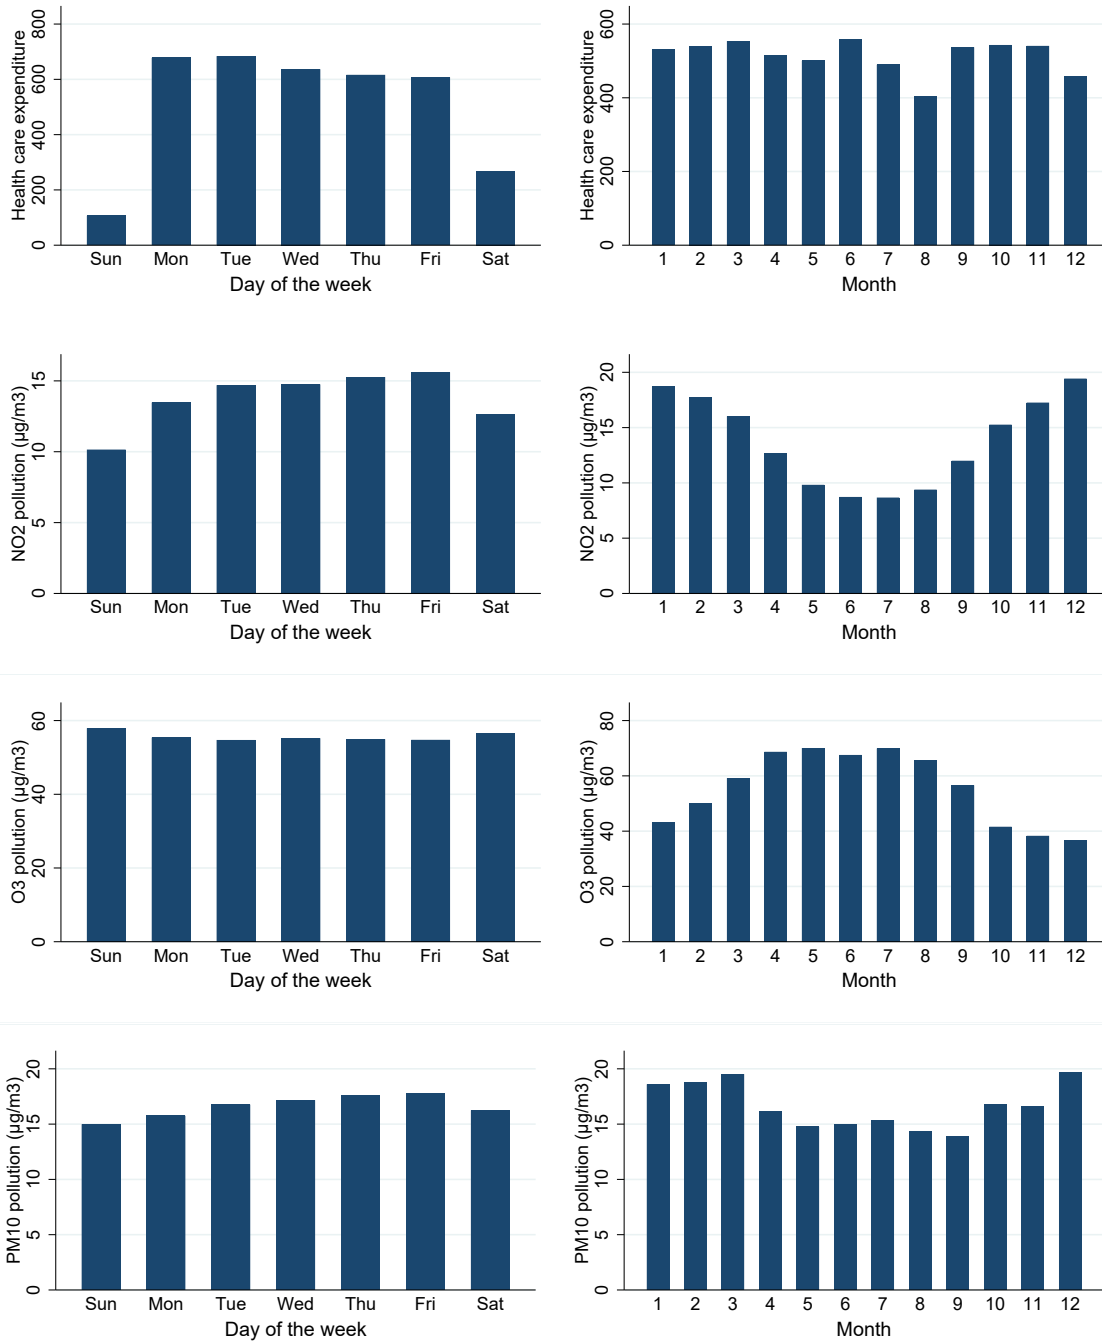 Health care expenditure
800
600
400
200
0
Sun Mon Tue Wed Thu Fri Sat
Day of the week
Health care expenditure
600
400
200
0
1 2 3 4 5 6 7 8 9 10 11 12
Month
NO2 pollution (µg/m3)
15
10
5
0
Sun Mon Tue Wed Thu Fri Sat
Day of the week
NO2 pollution (µg/m3)
20
15
10
5
0
1 2 3 4 5 6 7 8 9 10 11 12
Month
O3 pollution (µg/m3)
60
40
20
0
Sun Mon Tue Wed Thu Fri Sat
Day of the week
O3 pollution (µg/m3)
80
60
40
20
0
1 2 3 4 5 6 7 8 9 10 11 12
Month
PM10 pollution (µg/m3)
20
15
10
5
0
Sun Mon Tue Wed Thu Fri Sat
Day of the week
PM10 pollution (µg/m3)
20
15
10
5
0
1 2 3 4 5 6 7 8 9 10 11 12
Month